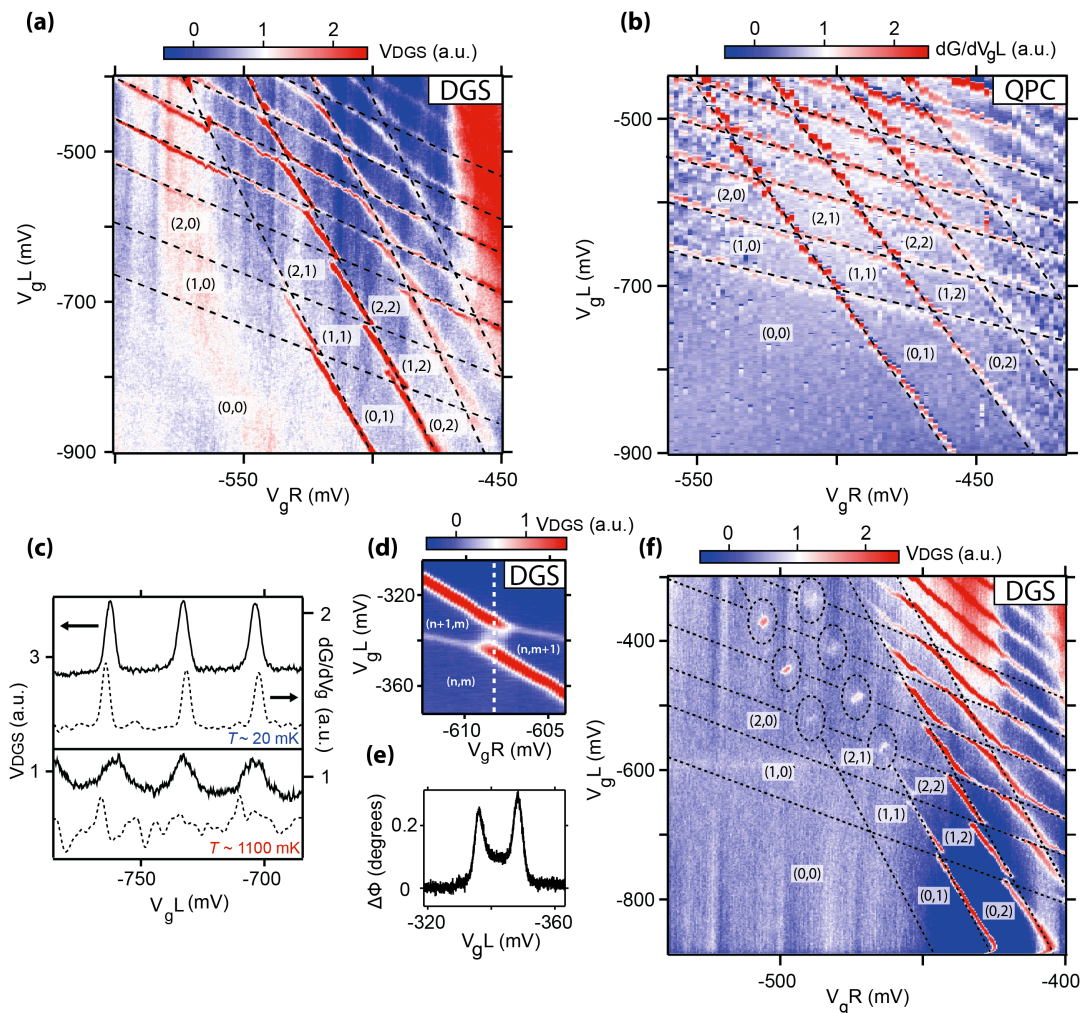 (a)
0 1 2 VDGS (a.u.)
DGS
-500
-700
-900
VgL (mV)
(2,0)
(1,0)
(2,1)
(2,2)
(1,1)
(1,2)
(0,0)
(0,1)
(0,2)
-550 -450
VgR (mV)
(b)
0 1 2 dG/dVgL (a.u.)
QPC
-500
-700
-900
VgL (mV)
(2,0)
(2,1)
(2,2)
(1,0)
(1,1)
(1,2)
(0,0)
(0,1)
(0,2)
-550 -450
VgR (mV)
(c)
3
1
VDGS (a.u.)
2
1
dG/dVg (a.u.)
T ~ 20 mK
T ~ 1100 mK
-750 -700
VgL (mV)
(d)
0 1 VDGS (a.u.)
DGS
-320
-360
VgL (mV)
(n+1,m)
(n,m+1)
(n,m)
-610 -605
VgR (mV)
(e)
0.2
0
ΔΦ (degrees)
-320 -360
VgL (mV)
(f)
0 1 2 VDGS (a.u.)
DGS
-400
-600
-800
VgL (mV)
(2,0)
(2,1)
(1,0)
(2,2)
(1,1)
(1,2)
(0,0)
(0,1)
(0,2)
-500 -400
VgR (mV)